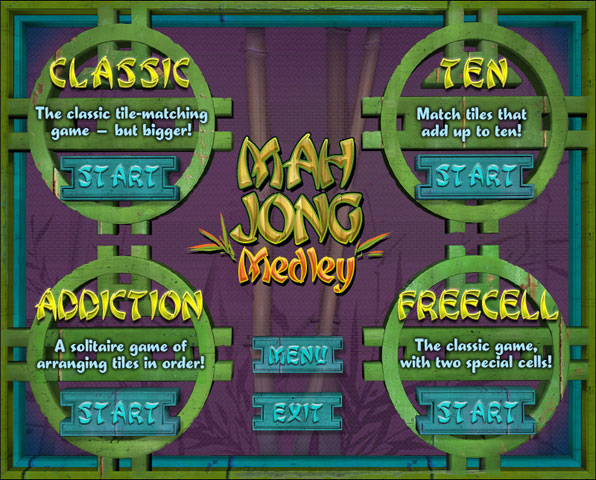 CLASSIC
The classic tile-matching
game – but bigger!
START
TEN
Match tiles that
add up to ten!
START
MAH
JONG
Medley
ADDICTION
A solitaire game of
arranging tiles in order!
START
MENU
EXIT
FREECELL
The classic game,
with two special cells!
START